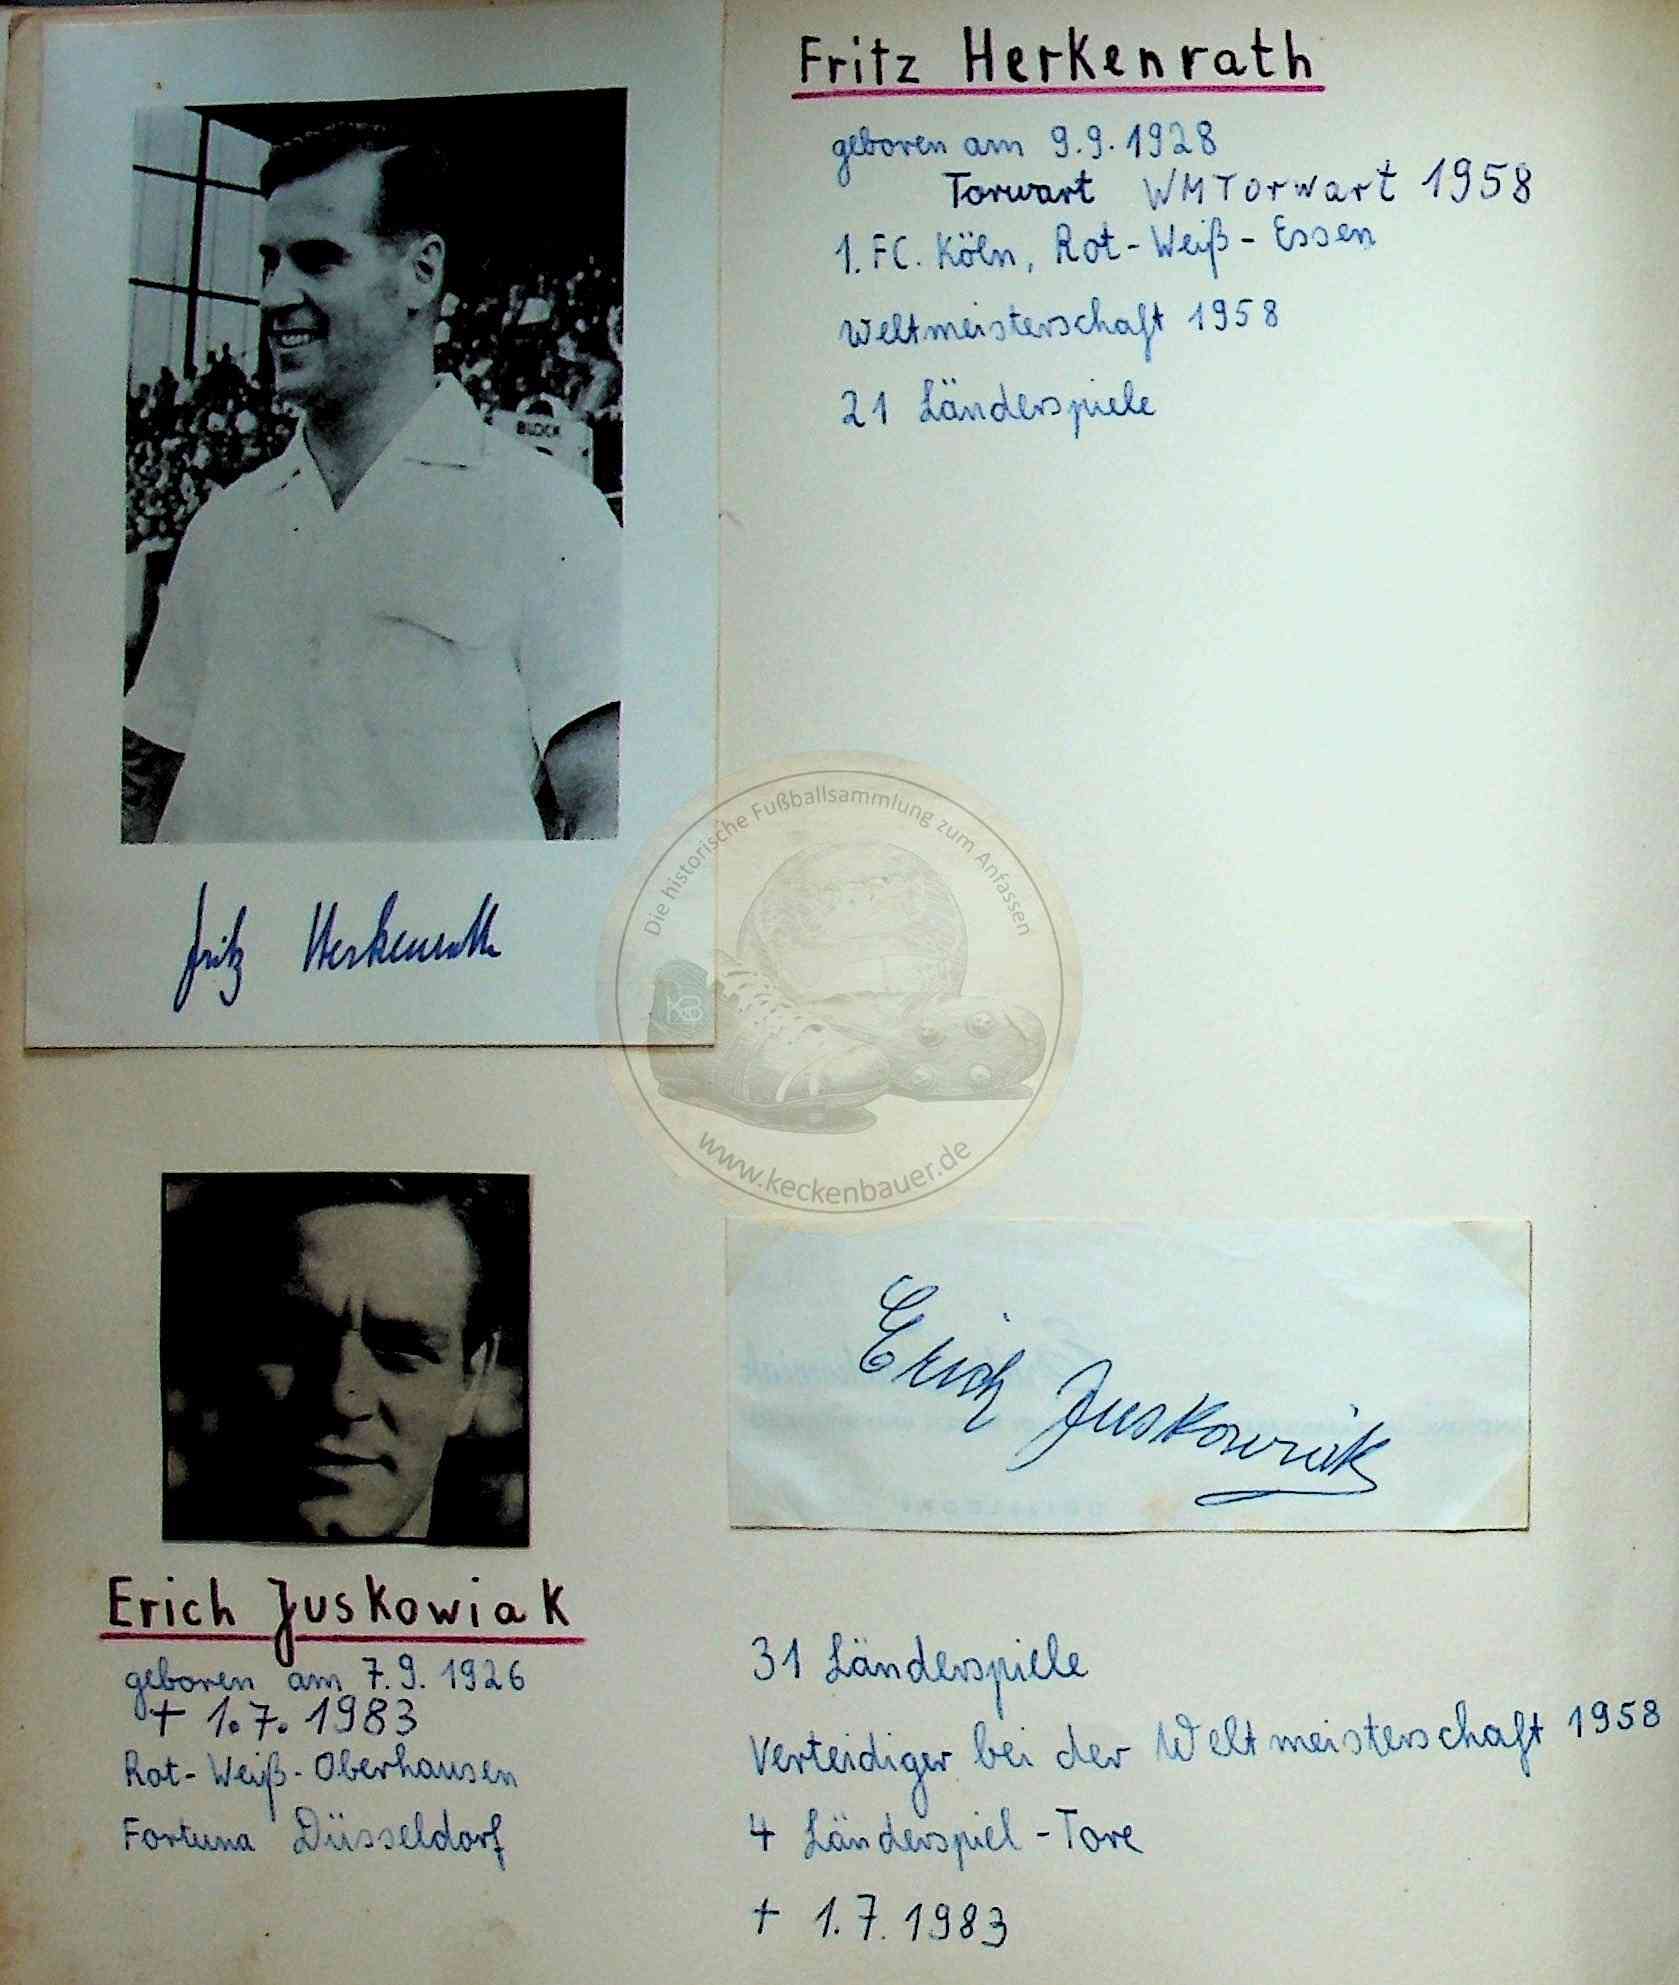 Fritz Herkenrath
geboren am 9.9.1928
Torwart WM Torwart 1958
1. FC. Köln, Rot-Weiß-Essen
Weltmeisterschaft 1958
21 Länderspiele
BLOCK
Fritz Herkenrath
Die historische Fußballsammlung zum Anfassen
KB
www.keckenbauer.de
Erich Juskowiak
Erich Juskowiak
geboren am 7.9.1926
+ 1.7.1983
Rot-Weiß-Oberhausen
Fortuna Düsseldorf
31 Länderspiele
Verteidiger bei der Weltmeisterschaft 1958
4 Länderspiel-Tore
+ 1.7.1983